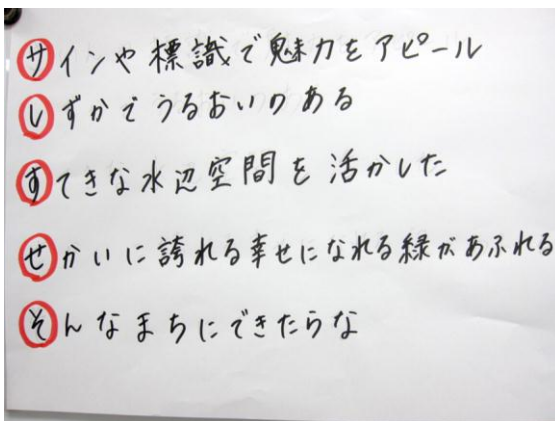 サインや標識で魅力をアピール
しずかでうるおいのある
すてきな水辺空間を活かした
せかいに誇れる幸せになれる緑があふれる
そんなまちにできたらな